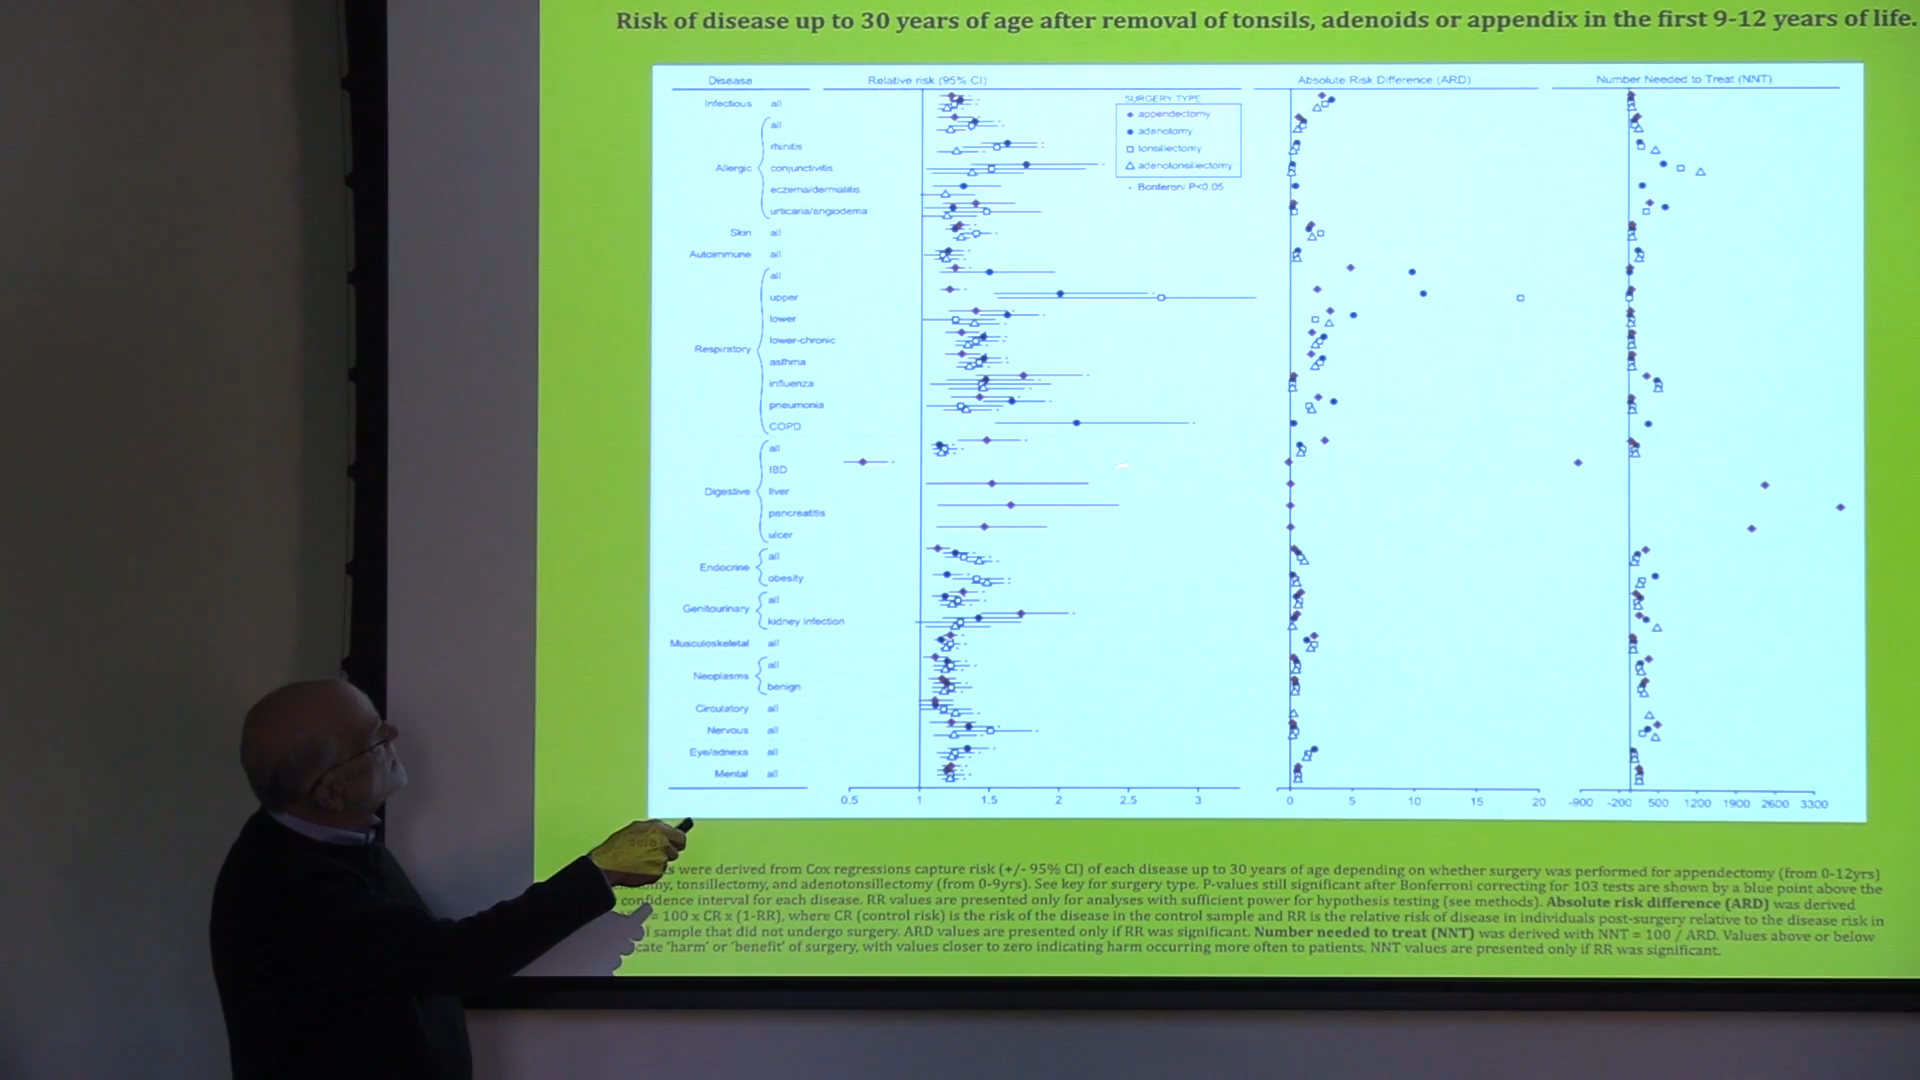 Risk of disease up to 30 years of age after removal of tonsils, adenoids or appendix in the first 9-12 years of life.
Disease Relative risk (95% CI) Absolute Risk Difference (ARD) Number Needed to Treat (NNT)
SURGERY TYPE
appendectomy
adenotomy
tonsillectomy
adenotonsillectomy
Bonferoni P<0.05
Infectious all
all
rhinitis
Allergic conjunctivitis
eczema/dermatitis
urticaria/angiodema
Skin all
Autoimmune all
all
upper
lower
lower-chronic
Respiratory
asthma
influenza
pneumonia
COPD
all
IBD
Digestive liver
pancreatitis
ulcer
all
Endocrine
obesity
all
Genitourinary
kidney infection
Musculoskeletal all
all
Neoplasms
benign
Circulatory all
Nervous all
Eye/adnexa all
Mental all
0.5 1 1.5 2 2.5 3 0 5 10 15 20 -900 -200 500 1200 1900 2600 3300
were derived from Cox regressions capture risk (+/- 95% CI) of each disease up to 30 years of age depending on whether surgery was performed for appendectomy (from 0-12yrs)
tonsillectomy, and adenotonsillectomy (from 0-9yrs). See key for surgery type. P-values still significant after Bonferroni correcting for 103 tests are shown by a blue point above the
confidence interval for each disease. RR values are presented only for analyses with sufficient power for hypothesis testing (see methods). Absolute risk difference (ARD) was derived
= 100 x CR x (1-RR), where CR (control risk) is the risk of the disease in the control sample and RR is the relative risk of disease in individuals post-surgery relative to the disease risk in
sample that did not undergo surgery. ARD values are presented only if RR was significant. Number needed to treat (NNT) was derived with NNT = 100 / ARD. Values above or below
'harm' or 'benefit' of surgery, with values closer to zero indicating harm occurring more often to patients. NNT values are presented only if RR was significant.